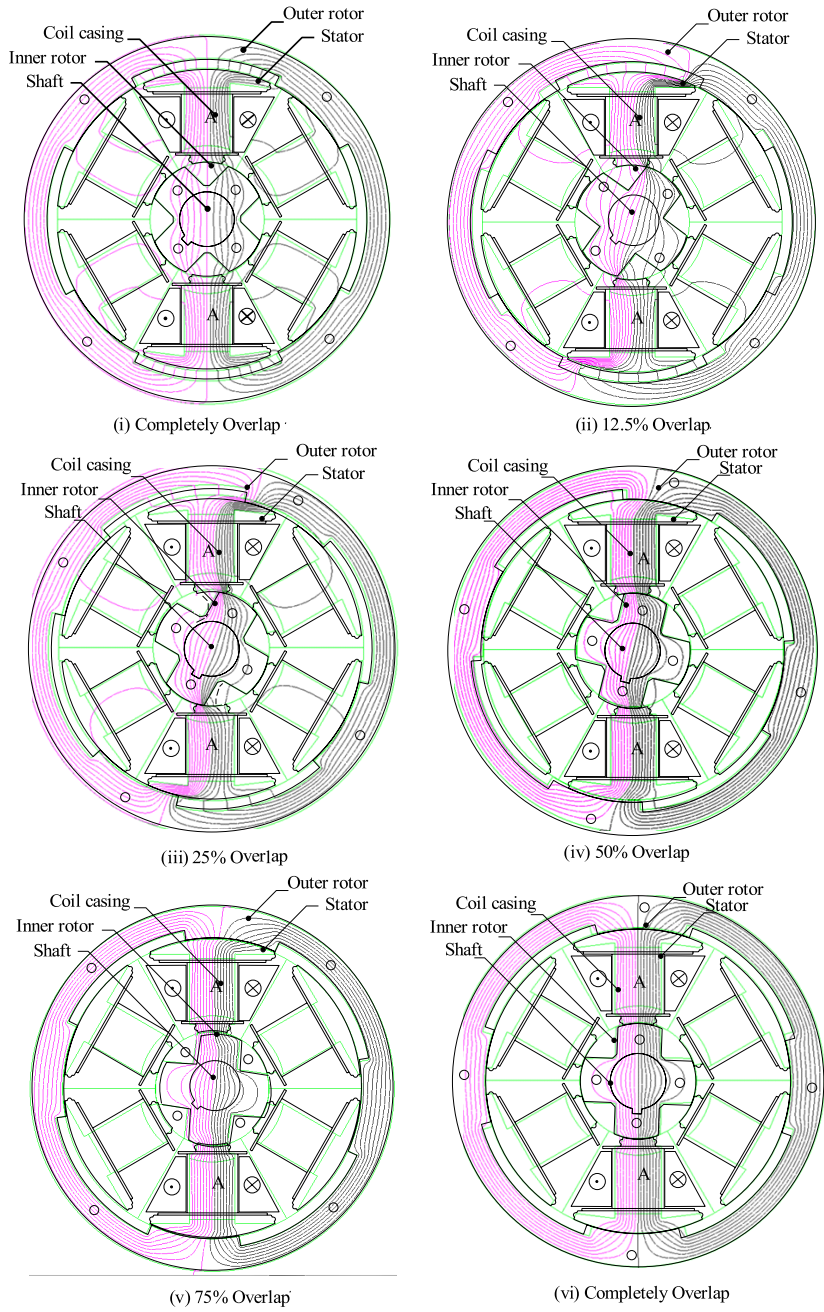 Outer rotor
Coil casing
Stator
Inner rotor
Shaft
A
A
(i) Completely Overlap
Outer rotor
Coil casing
Stator
Inner rotor
Shaft
A
A
(ii) 12.5% Overlap
Outer rotor
Coil casing
Stator
Inner rotor
Shaft
A
A
(iii) 25% Overlap
Outer rotor
Coil casing
Stator
Inner rotor
Shaft
A
A
(iv) 50% Overlap
Outer rotor
Coil casing
Stator
Inner rotor
Shaft
A
A
(v) 75% Overlap
Outer rotor
Coil casing
Stator
Inner rotor
Shaft
A
A
(vi) Completely Overlap